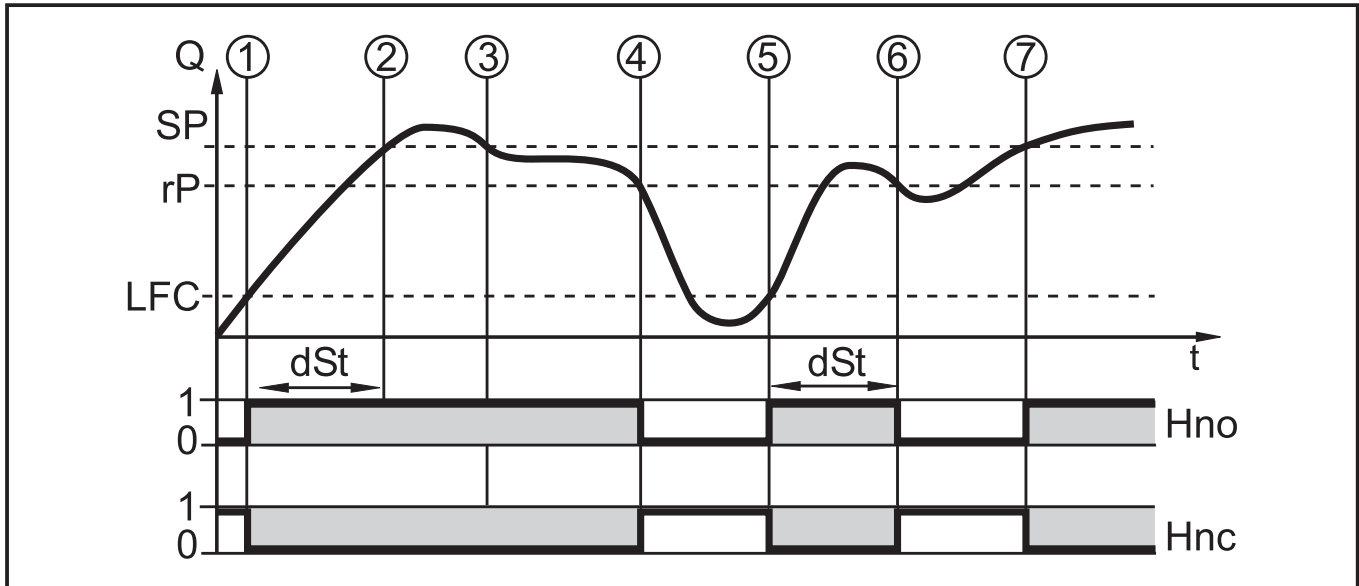 Q ① ② ③ ④ ⑤ ⑥ ⑦
SP
rP
LFC
t
dSt dSt
1
0
Hno
1
0
Hnc